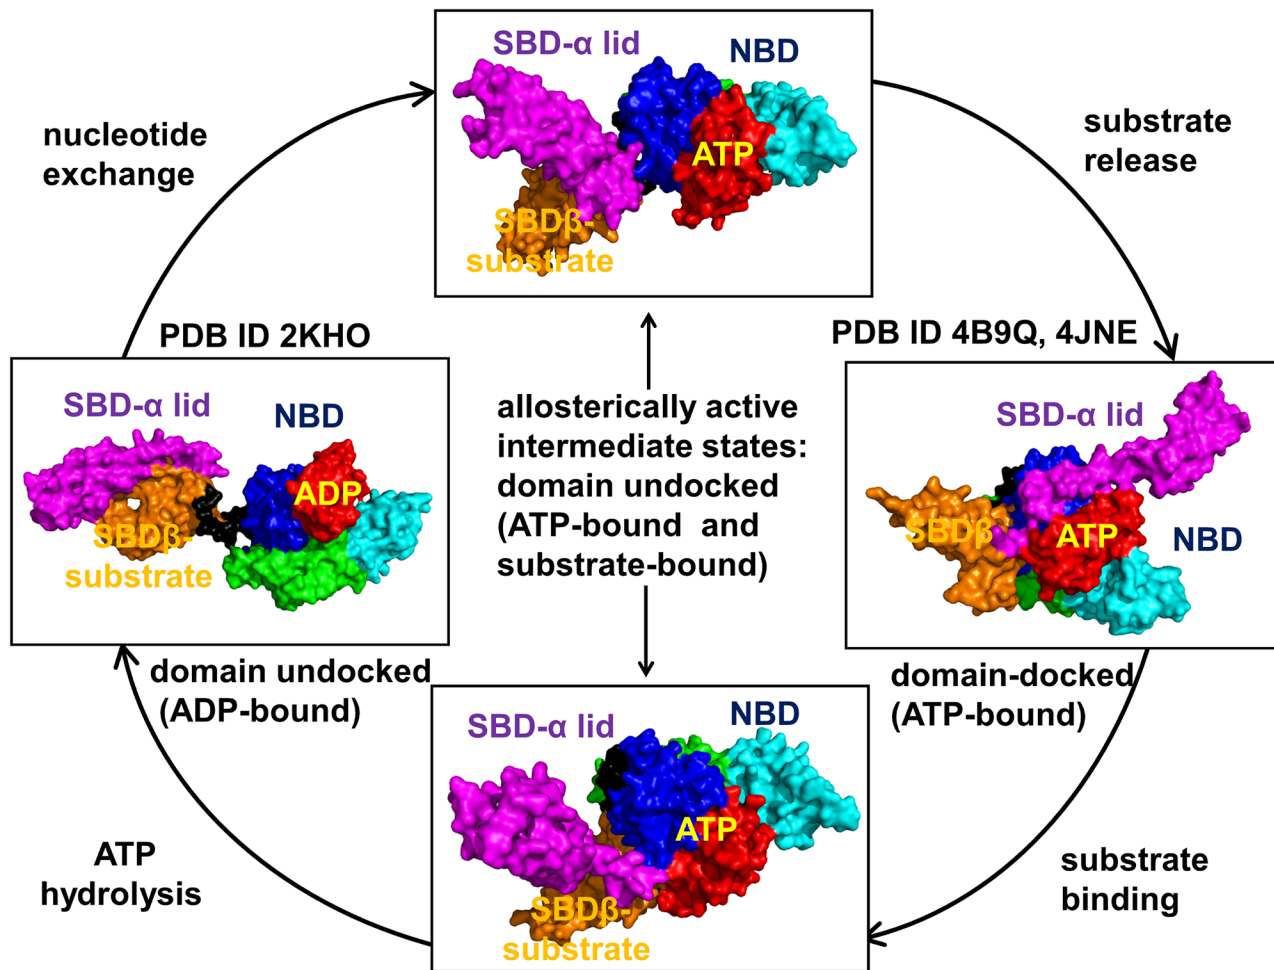 SBD-α lid
NBD
ATP
SBDβ-
substrate
nucleotide
exchange
substrate
release
PDB ID 2KHO
SBD-α lid
NBD
ADP
SBDβ-
substrate
domain undocked
(ADP-bound)
allosterically active
intermediate states:
domain undocked
(ATP-bound and
substrate-bound)
PDB ID 4B9Q, 4JNE
SBD-α lid
SBDβ
ATP
NBD
domain-docked
(ATP-bound)
SBD-α lid
NBD
ATP
SBDβ-
substrate
ATP
hydrolysis
substrate
binding